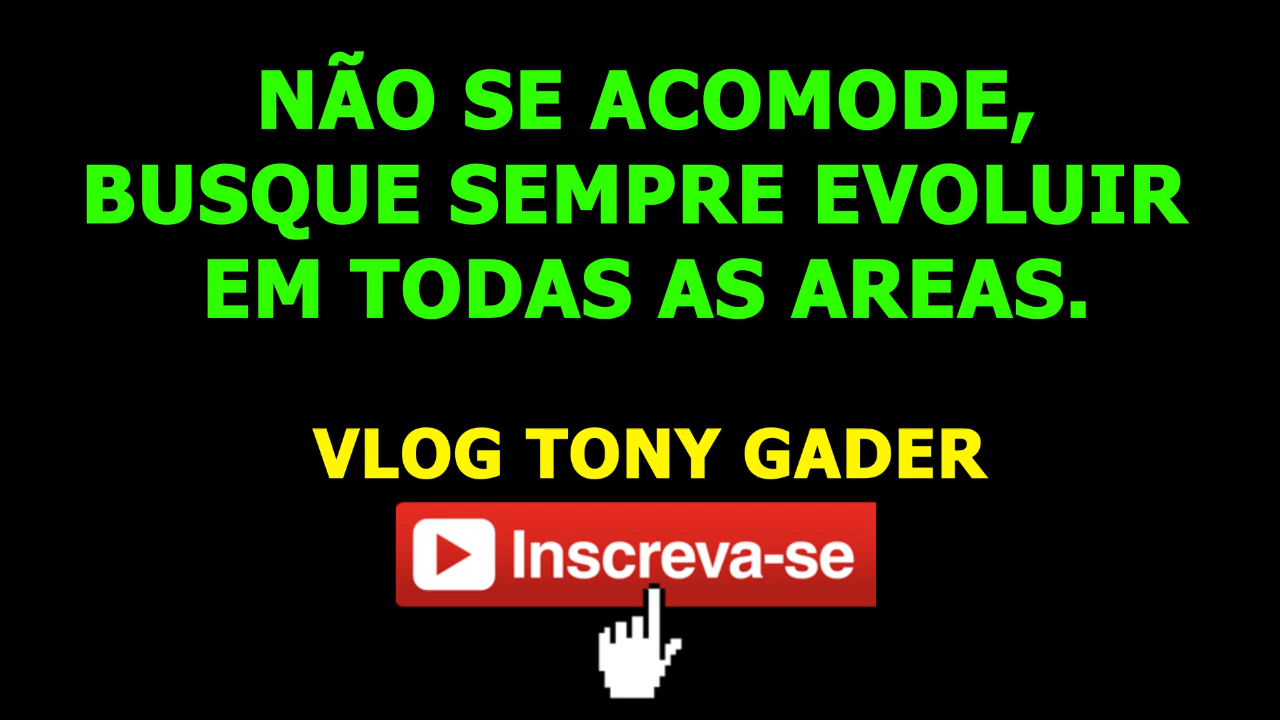 NÃO SE ACOMODE,
BUSQUE SEMPRE EVOLUIR
EM TODAS AS AREAS.
VLOG TONY GADER
Inscreva-se